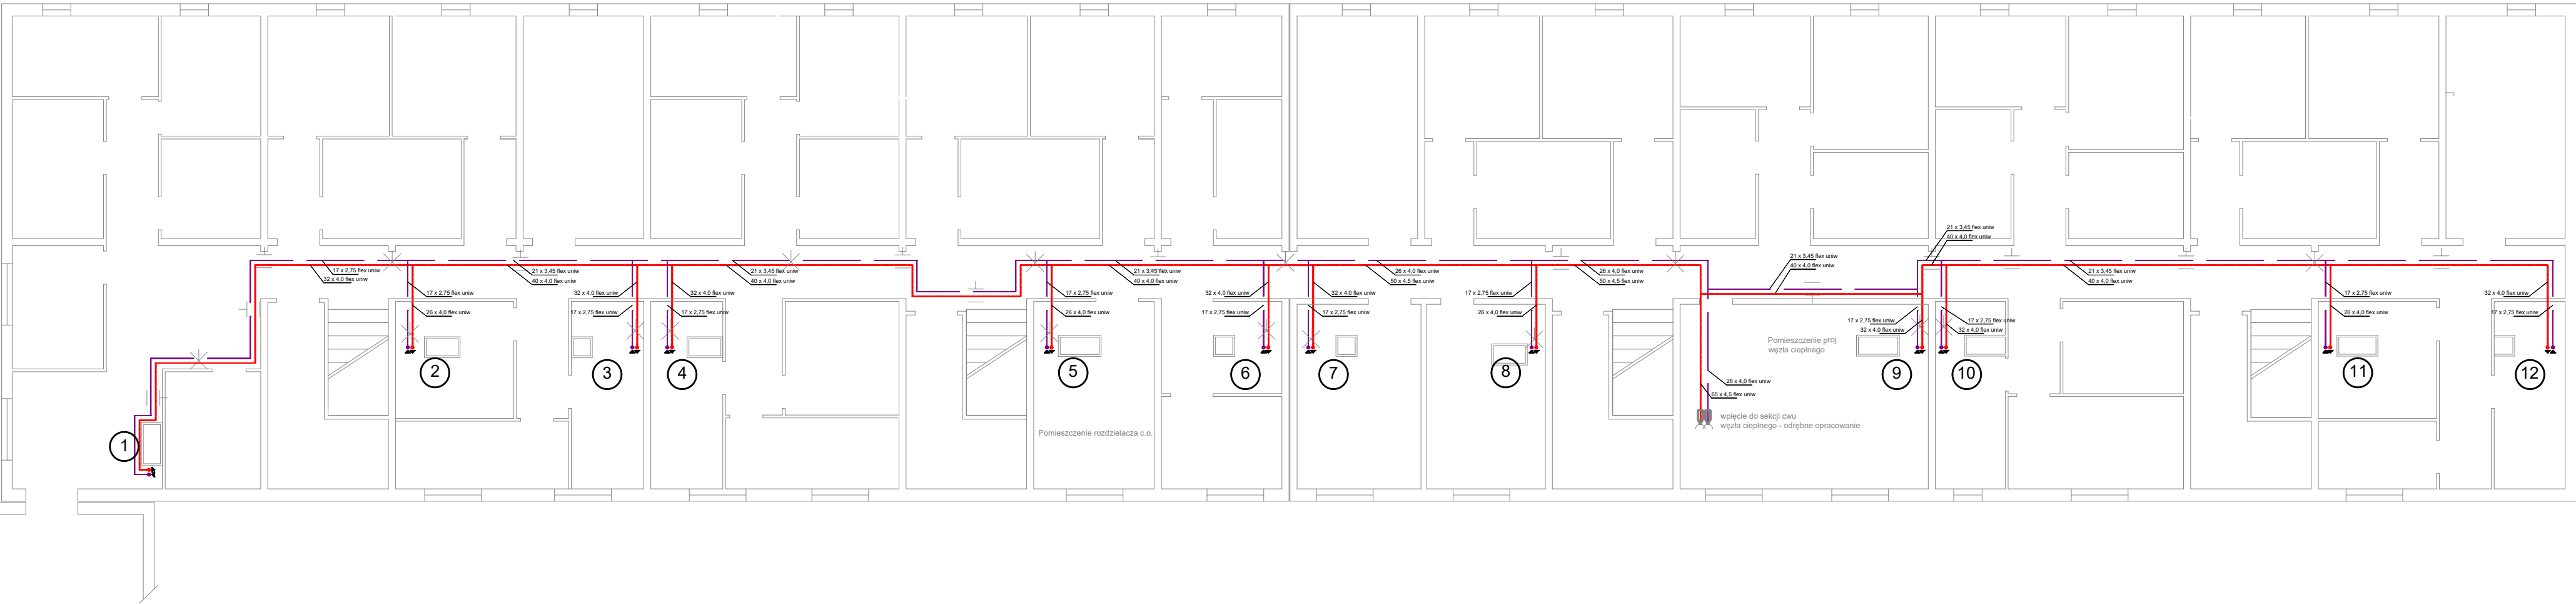 21 x 3,45 flex uniw
40 x 4,0 flex uniw
17 x 2,75 flex uniw
32 x 4,0 flex uniw
21 x 3,45 flex uniw
40 x 4,0 flex uniw
21 x 3,45 flex uniw
40 x 4,0 flex uniw
21 x 3,45 flex uniw
40 x 4,0 flex uniw
26 x 4,0 flex uniw
50 x 4,5 flex uniw
26 x 4,0 flex uniw
50 x 4,5 flex uniw
21 x 3,45 flex uniw
40 x 4,0 flex uniw
21 x 3,45 flex uniw
40 x 4,0 flex uniw
17 x 2,75 flex uniw
26 x 4,0 flex uniw
32 x 4,0 flex uniw
17 x 2,75 flex uniw
32 x 4,0 flex uniw
17 x 2,75 flex uniw
17 x 2,75 flex uniw
26 x 4,0 flex uniw
32 x 4,0 flex uniw
17 x 2,75 flex uniw
32 x 4,0 flex uniw
17 x 2,75 flex uniw
17 x 2,75 flex uniw
26 x 4,0 flex uniw
17 x 2,75 flex uniw
32 x 4,0 flex uniw
17 x 2,75 flex uniw
32 x 4,0 flex uniw
17 x 2,75 flex uniw
26 x 4,0 flex uniw
32 x 4,0 flex uniw
17 x 2,75 flex uniw
Pomieszczenie proj.
węzła cieplnego
2
3
4
5
6
7
8
9
10
11
12
26 x 4,0 flex uniw
65 x 4,5 flex uniw
wpięcie do sekcji cwu
węzła cieplnego - odrębne opracowanie
Pomieszczenie rozdzielacza c.o.
1